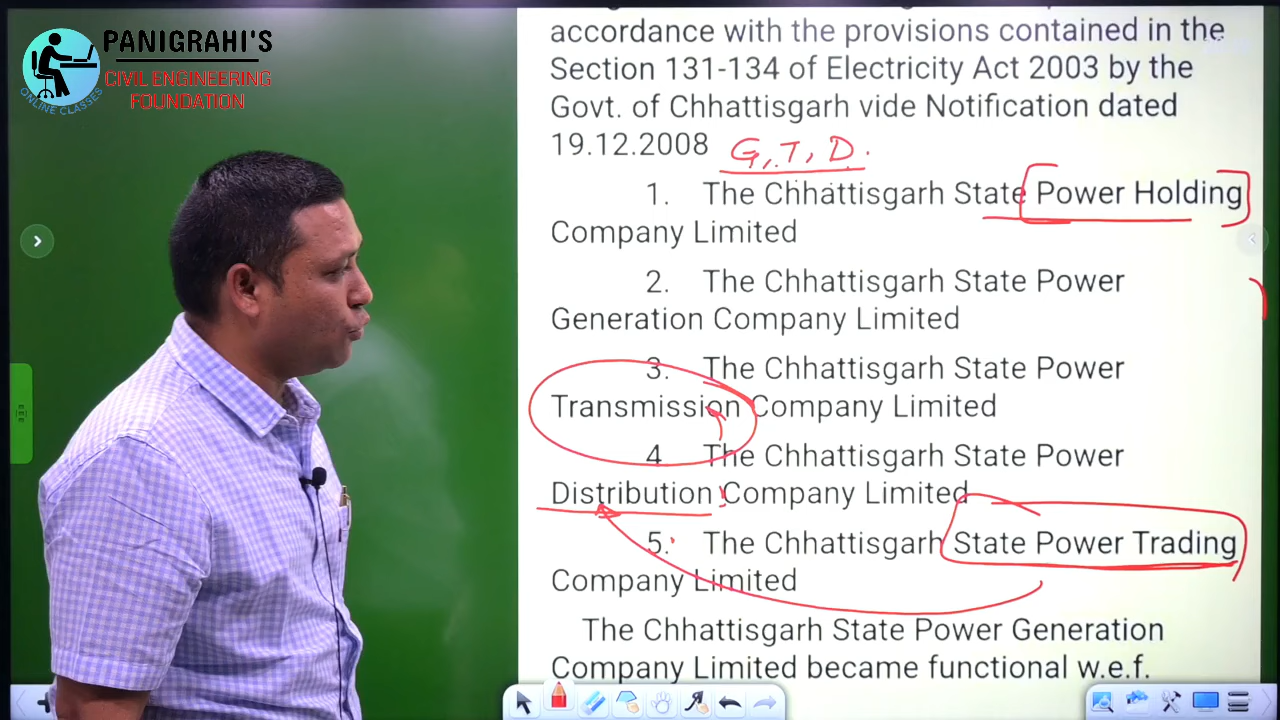 PANIGRAHI'S
CIVIL ENGINEERING
FOUNDATION
ONLINE CLASSES
accordance with the provisions contained in the
Section 131-134 of Electricity Act 2003 by the
Govt. of Chhattisgarh vide Notification dated
19.12.2008 G, T, D.
1. The Chhattisgarh State Power Holding
Company Limited
2. The Chhattisgarh State Power
Generation Company Limited
3. The Chhattisgarh State Power
Transmission Company Limited
4 The Chhattisgarh State Power
Distribution Company Limited
5. The Chhattisgarh State Power Trading
Company Limited
The Chhattisgarh State Power Generation
Company Limited became functional w.e.f.